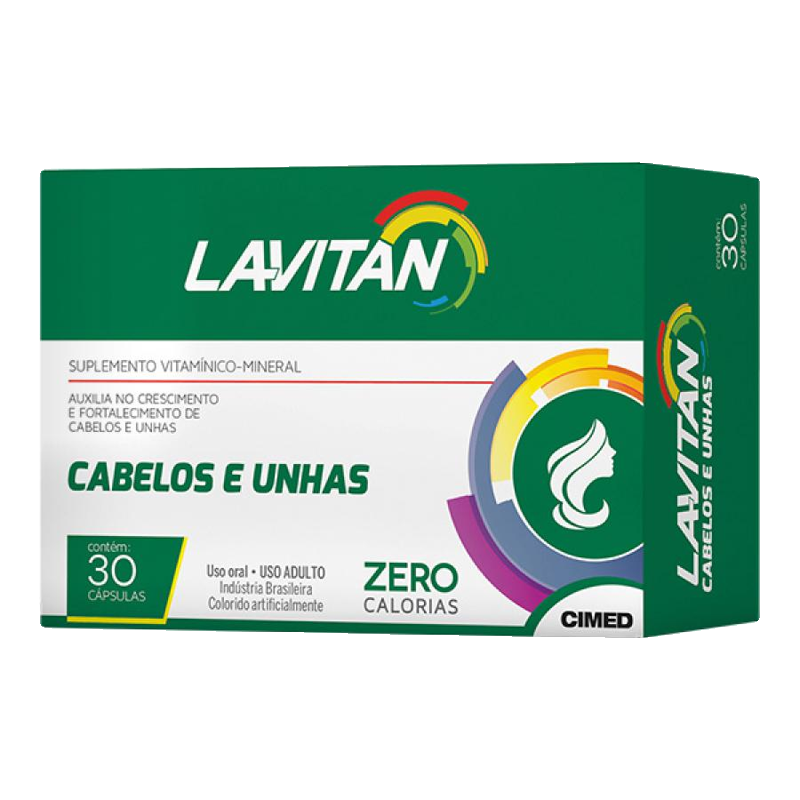 LAVITAN
SUPLEMENTO VITAMÍNICO-MINERAL
AUXILIA NO CRESCIMENTO
E FORTALECIMENTO DE
CABELOS E UNHAS
CABELOS E UNHAS
contém:
30
CÁPSULAS
Uso oral • USO ADULTO
Indústria Brasileira
Colorido artificialmente
ZERO
CALORIAS
CIMED
contém:
30
CÁPSULAS
LAVITAN
CABELOS E UNHAS